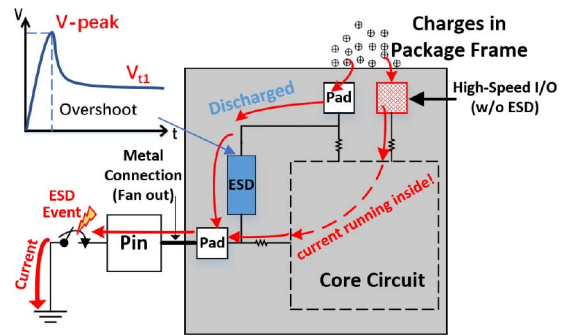 V
V-peak
Vt1
Overshoot
t
Charges in
Package Frame
High-Speed I/O
(w/o ESD)
Pad
Discharged
Metal
Connection
(Fan out)
ESD
ESD
Event
Pin
Pad
current running inside!
Core Circuit
Current